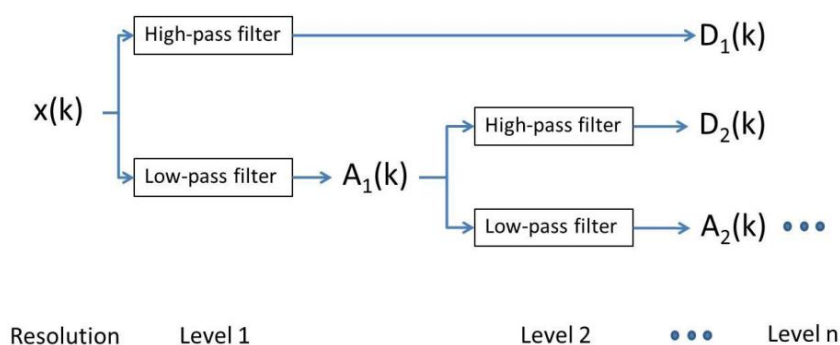 High-pass filter
D₁(k)
x(k)
High-pass filter
D₂(k)
Low-pass filter
A₁(k)
Low-pass filter
A₂(k)
Resolution Level 1 Level 2 Level n